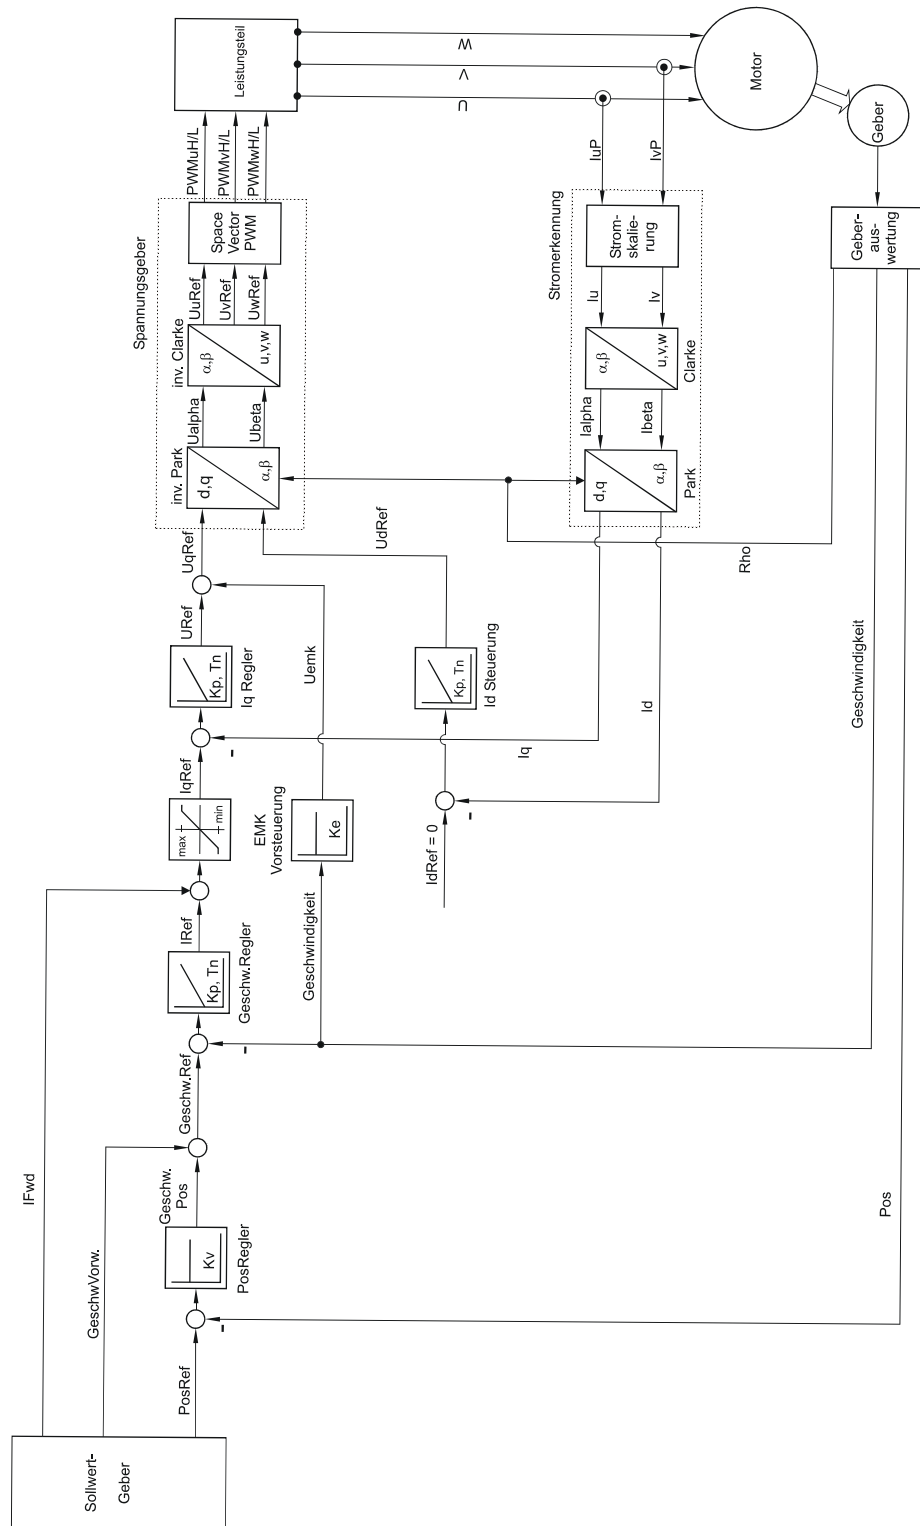 Sollwert-
Geber
IFwd
GeschwVorw.
PosRef
-
Kv
PosRegler
Geschw.
Pos
Geschw.Ref
-
Kp, Tn
Geschw.Regler
IRef
max
min
IqRef
-
Kp, Tn
Iq Regler
URef
UqRef
Geschwindigkeit
EMK
Vorsteuerung
Ke
Uemk
IdRef = 0
-
Kp, Tn
Id Steuerung
UdRef
Spannungsgeber
inv. Park
d,q
α,β
Ualpha
Ubeta
inv. Clarke
α,β
u,v,w
UuRef
UvRef
UwRef
Space
Vector
PWM
PWMuH/L
PWMvH/L
PWMwH/L
Leistungsteil
W
V
U
Motor
Geber
IuP
IvP
Stromerkennung
Strom-
skalie-
rung
Iu
Iv
α,β
u,v,w
Clarke
Ialpha
Ibeta
d,q
α,β
Park
Iq
Id
Geber-
aus-
wertung
Rho
Geschwindigkeit
Pos